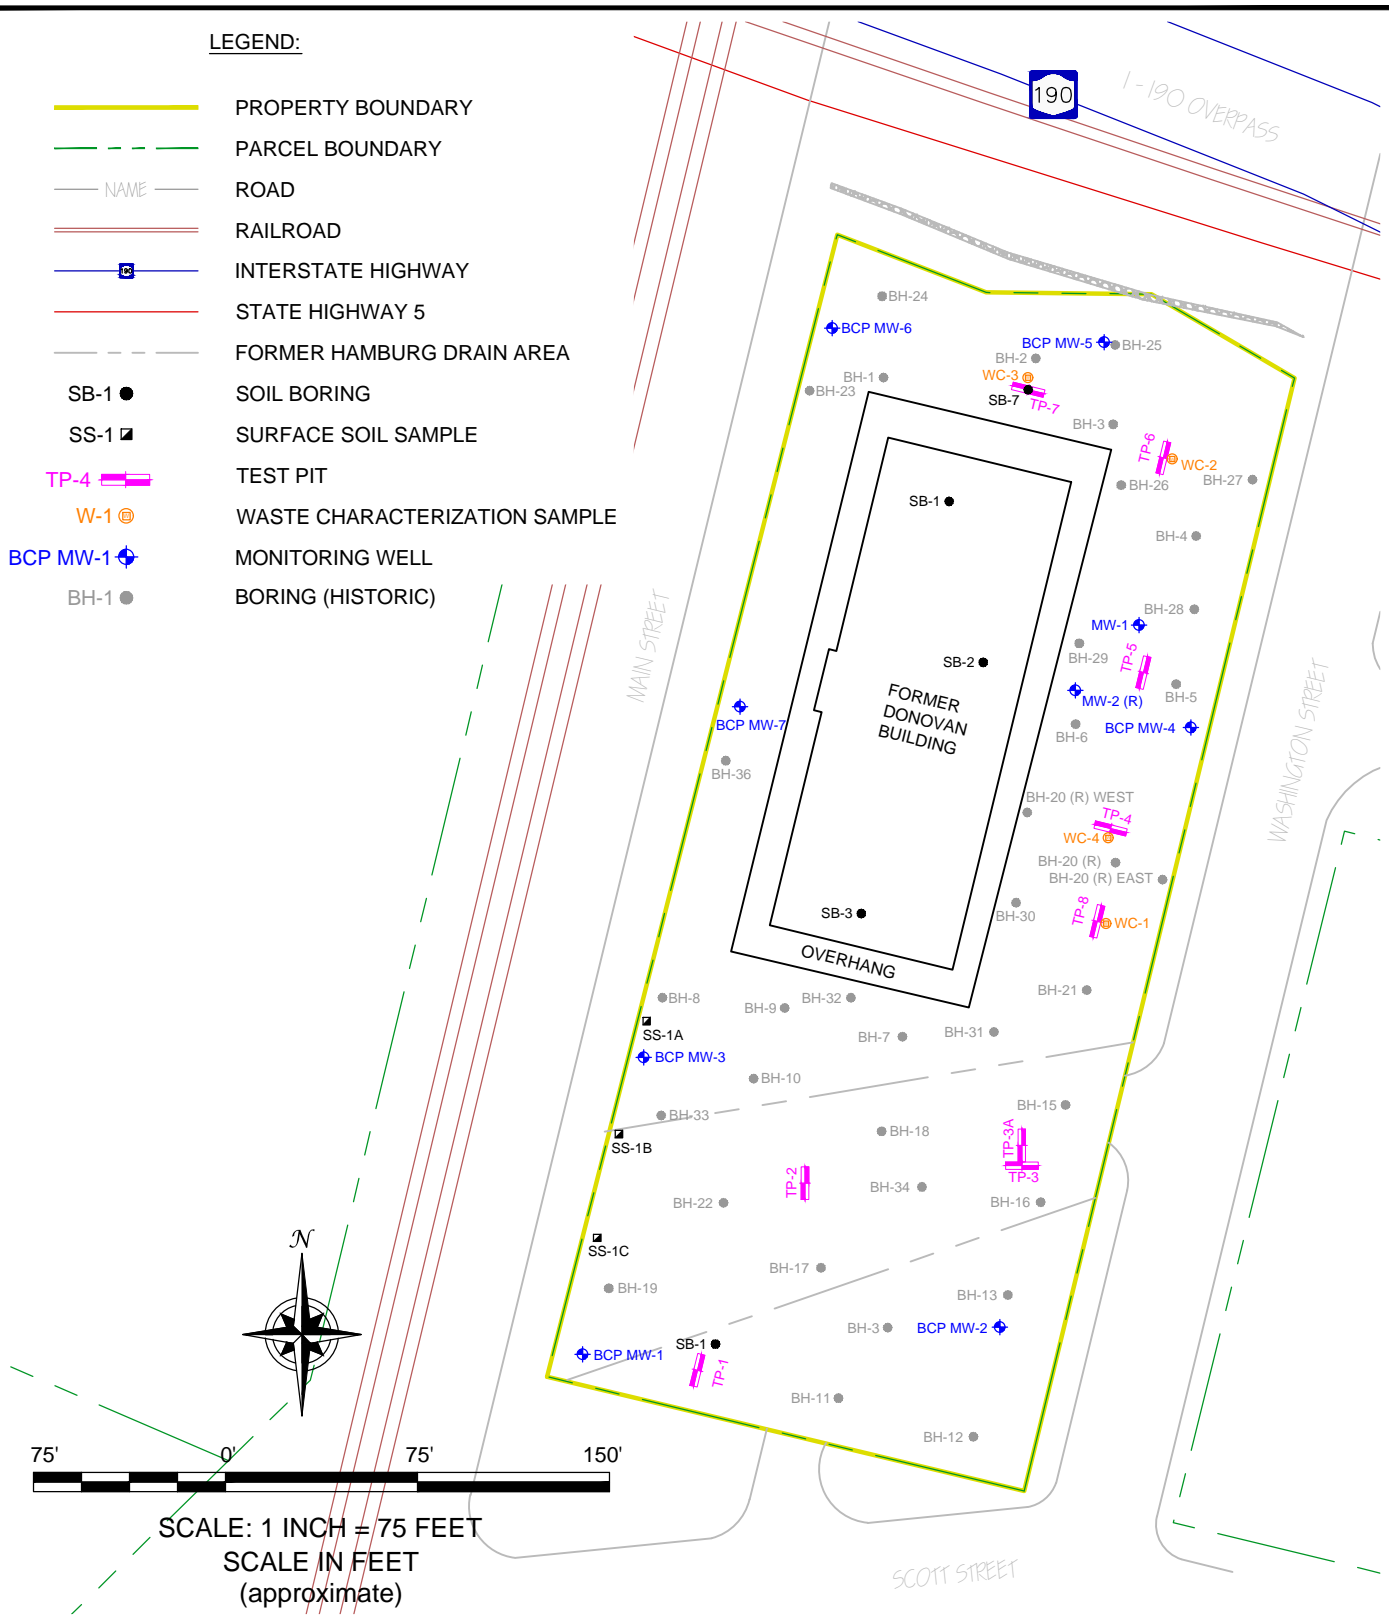 LEGEND:
PROPERTY BOUNDARY
PARCEL BOUNDARY
NAME
ROAD
RAILROAD
190
INTERSTATE HIGHWAY
STATE HIGHWAY 5
FORMER HAMBURG DRAIN AREA
SB-1
SOIL BORING
SS-1
SURFACE SOIL SAMPLE
TP-4
TEST PIT
W-1
WASTE CHARACTERIZATION SAMPLE
BCP MW-1
MONITORING WELL
BH-1
BORING (HISTORIC)
190
I-190 OVERPASS
BH-24
BCP MW-6
BCP MW-5
BH-25
BH-2
BH-1
WC-3
BH-23
SB-7
TP-7
BH-3
TP-6
WC-2
BH-26
BH-27
SB-1
BH-4
BH-28
MW-1
MAIN STREET
BH-29
TP-5
SB-2
BH-5
MW-2 (R)
FORMER
DONOVAN
BUILDING
BCP MW-7
BH-6
BCP MW-4
WASHINGTON STREET
BH-36
BH-20 (R) WEST
TP-4
WC-4
BH-20 (R)
BH-20 (R) EAST
SB-3
BH-30
TP-8
WC-1
OVERHANG
BH-8
BH-32
BH-9
BH-21
SS-1A
BH-7
BH-31
BCP MW-3
BH-10
BH-33
BH-15
BH-18
SS-1B
TP-3A
TP-2
TP-3
BH-34
BH-22
BH-16
SS-1C
BH-17
BH-19
BH-13
BH-3
BCP MW-2
SB-1
BCP MW-1
TP-1
BH-11
BH-12
N
75' 0' 75' 150'
SCALE: 1 INCH = 75 FEET
SCALE IN FEET
(approximate)
SCOTT STREET